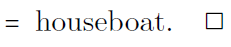 = houseboat. □